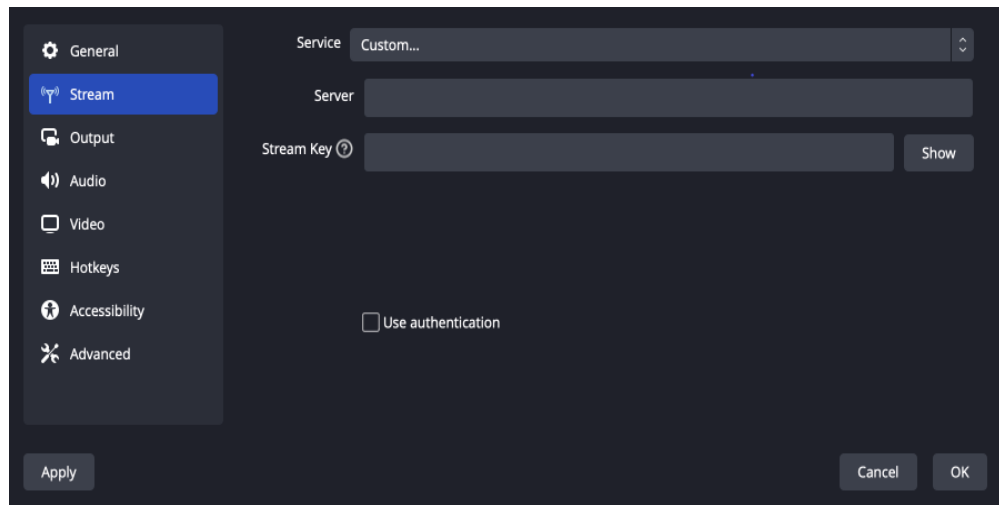 General
Stream
Output
Audio
Video
Hotkeys
Accessibility
Advanced
Service Custom...
Server
Stream Key ? Show
Use authentication
Apply Cancel OK